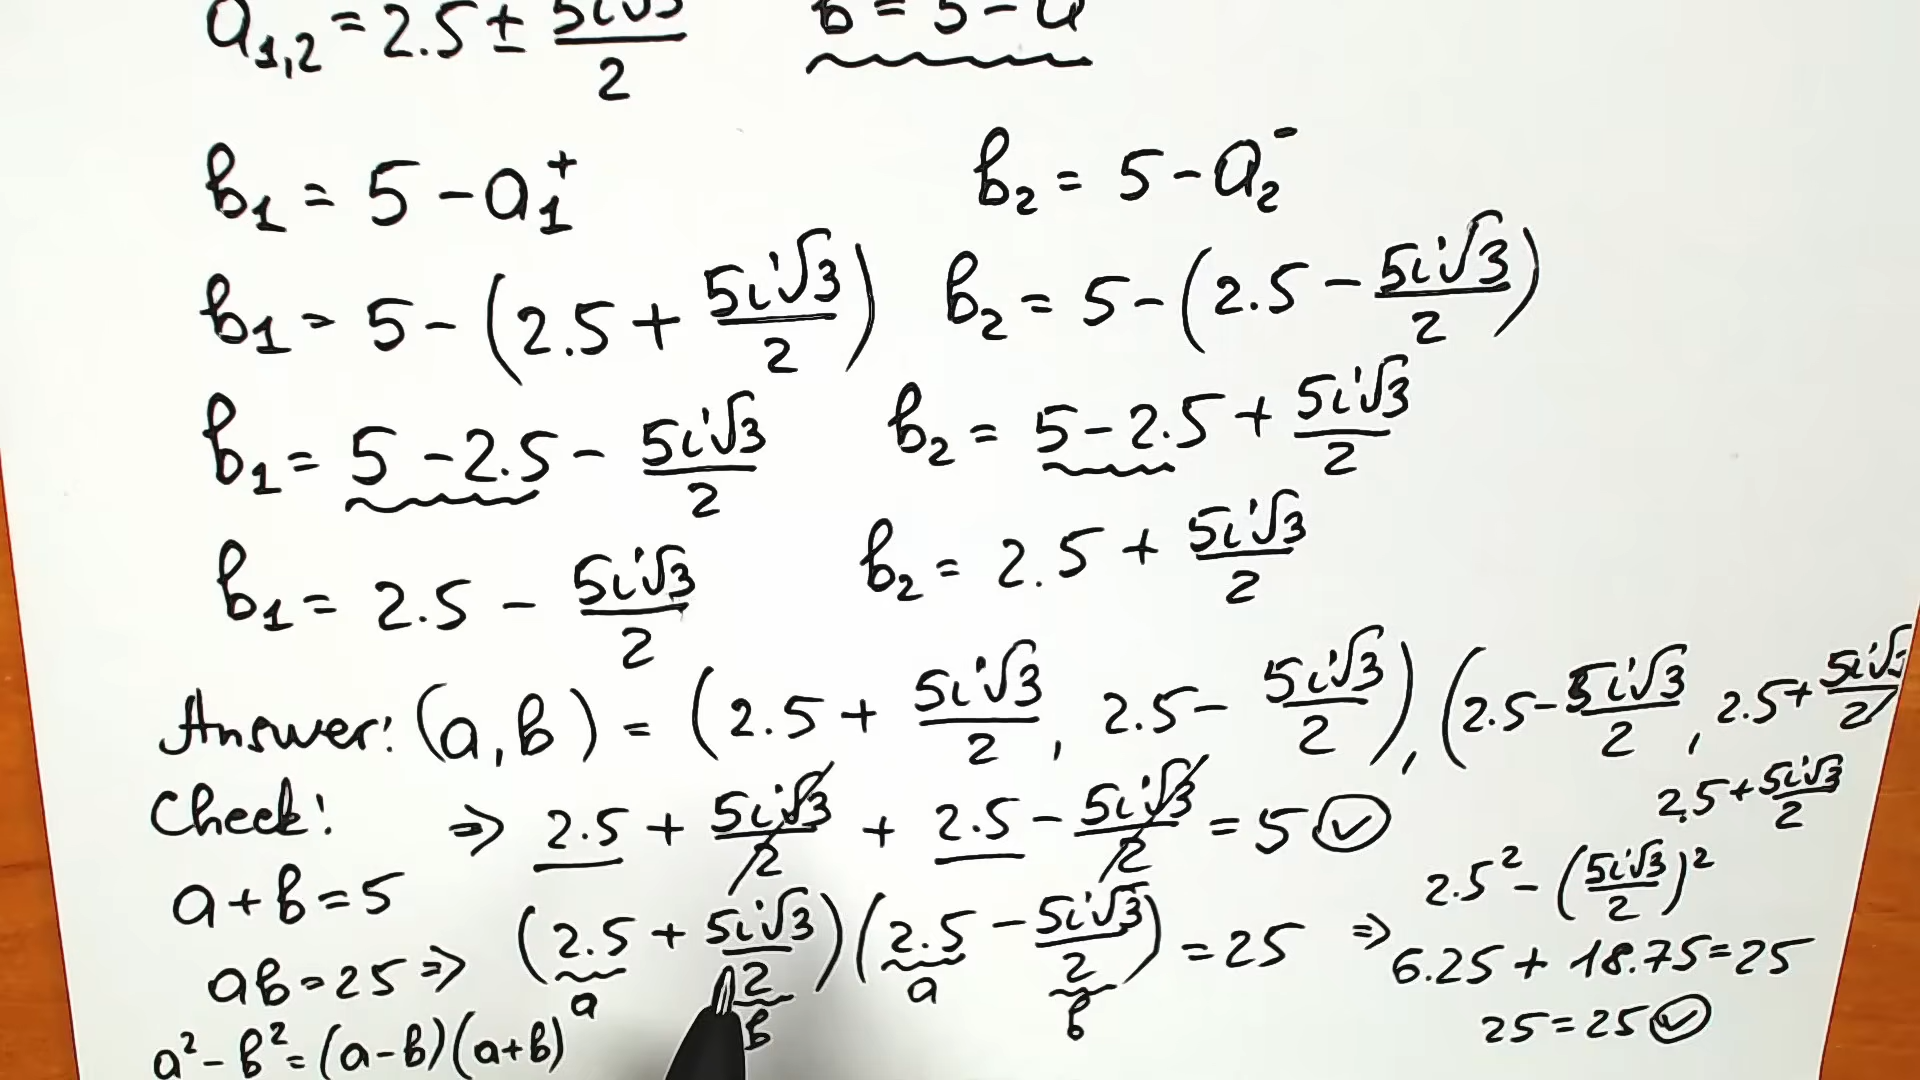 a₁,₂ = 2.5 ± 5i√3/2 b = 5 - a
b₁ = 5 - a₁⁺ b₂ = 5 - a₂⁻
b₁ = 5 - (2.5 + 5i√3/2) b₂ = 5 - (2.5 - 5i√3/2)
b₁ = 5 - 2.5 - 5i√3/2 b₂ = 5 - 2.5 + 5i√3/2
b₁ = 2.5 - 5i√3/2 b₂ = 2.5 + 5i√3/2
Answer: (a, b) = (2.5 + 5i√3/2, 2.5 - 5i√3/2), (2.5 - 5i√3/2, 2.5 + 5i√3/2
2.5 + 5i√3/2
Check: ⇒ 2.5 + 5i√3/2 + 2.5 - 5i√3/2 = 5 ✓
a + b = 5
ab = 25 ⇒ (2.5 + 5i√3/2)(2.5 - 5i√3/2) = 25 ⇒ 2.5² - (5i√3/2)²
a b a b
6.25 + 18.75 = 25
25 = 25 ✓
a² - b² = (a - b)(a + b)